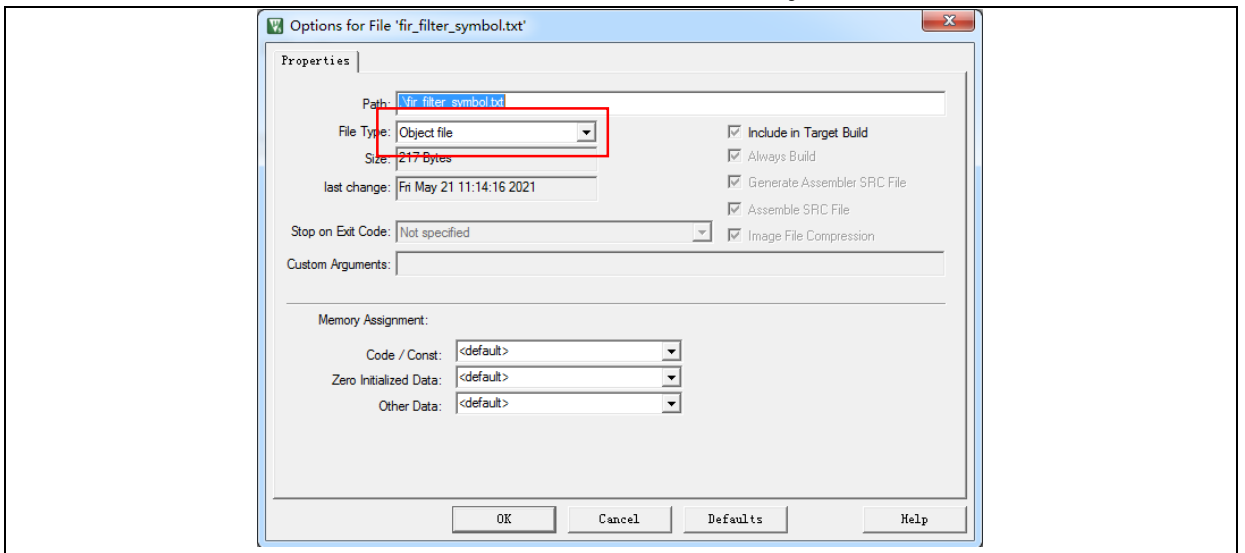 Options for File 'fir_filter_symbol.txt'
Properties
Path: .\fir_filter_symbol.txt
File Type: Object file
Include in Target Build
Size: 217 Bytes
Always Build
last change: Fri May 21 11:14:16 2021
Generate Assembler SRC File
Assemble SRC File
Stop on Exit Code: Not specified
Image File Compression
Custom Arguments:
Memory Assignment:
Code / Const: <default>
Zero Initialized Data: <default>
Other Data: <default>
OK Cancel Defaults Help